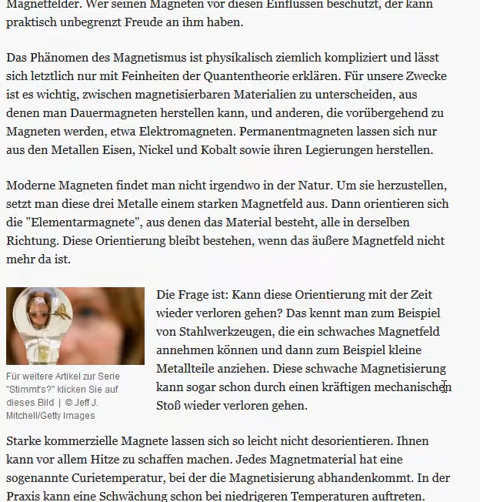 Magnetfelder. Wer seinen Magneten vor diesen Einflüssen beschützt, der kann
praktisch unbegrenzt Freude an ihm haben.
Das Phänomen des Magnetismus ist physikalisch ziemlich kompliziert und lässt
sich letztlich nur mit Feinheiten der Quantentheorie erklären. Für unsere Zwecke
ist es wichtig, zwischen magnetisierbaren Materialien zu unterscheiden, aus
denen man Dauermagneten herstellen kann, und anderen, die vorübergehend zu
Magneten werden, etwa Elektromagneten. Permanentmagneten lassen sich nur
aus den Metallen Eisen, Nickel und Kobalt sowie ihren Legierungen herstellen.
Moderne Magneten findet man nicht irgendwo in der Natur. Um sie herzustellen,
setzt man diese drei Metalle einem starken Magnetfeld aus. Dann orientieren sich
die "Elementarmagnete", aus denen das Material besteht, alle in derselben
Richtung. Diese Orientierung bleibt bestehen, wenn das äußere Magnetfeld nicht
mehr da ist.
Die Frage ist: Kann diese Orientierung mit der Zeit
wieder verloren gehen? Das kennt man zum Beispiel
von Stahlwerkzeugen, die ein schwaches Magnetfeld
annehmen können und dann zum Beispiel kleine
Metallteile anziehen. Diese schwache Magnetisierung
kann sogar schon durch einen kräftigen mechanischen
Stoß wieder verloren gehen.
Für weitere Artikel zur Serie
"Stimmt's?" klicken Sie auf
dieses Bild | © Jeff J.
Mitchell/Getty Images
Starke kommerzielle Magnete lassen sich so leicht nicht desorientieren. Ihnen
kann vor allem Hitze zu schaffen machen. Jedes Magnetmaterial hat eine
sogenannte Curietemperatur, bei der die Magnetisierung abhandenkommt. In der
Praxis kann eine Schwächung schon bei niedrigeren Temperaturen auftreten.